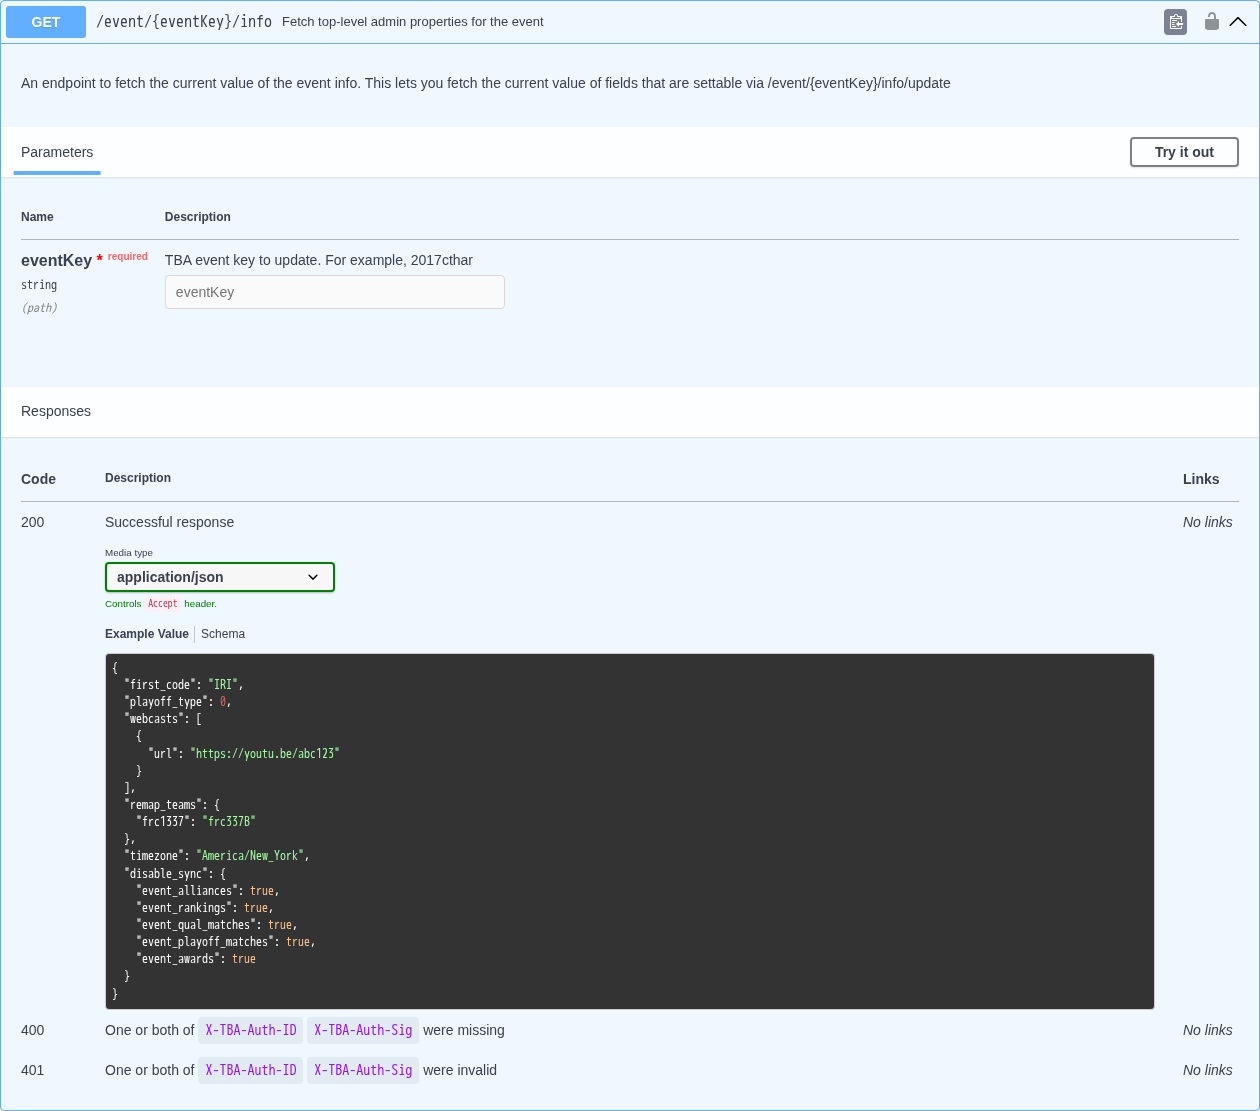 GET /event/{eventKey}/info Fetch top-level admin properties for the event
An endpoint to fetch the current value of the event info. This lets you fetch the current value of fields that are settable via /event/{eventKey}/info/update
Parameters Try it out
Name Description
eventKey * required TBA event key to update. For example, 2017cthar
string eventKey
(path)
Responses
Code Description Links
200 Successful response No links
Media type
application/json
Controls Accept header.
Example Value Schema
{
  "first_code": "IRI",
  "playoff_type": 0,
  "webcasts": [
    {
      "url": "https://youtu.be/abc123"
    }
  ],
  "remap_teams": {
    "frc1337": "frc337B"
  },
  "timezone": "America/New_York",
  "disable_sync": {
    "event_alliances": true,
    "event_rankings": true,
    "event_qual_matches": true,
    "event_playoff_matches": true,
    "event_awards": true
  }
}
400 One or both of X-TBA-Auth-ID X-TBA-Auth-Sig were missing No links
401 One or both of X-TBA-Auth-ID X-TBA-Auth-Sig were invalid No links